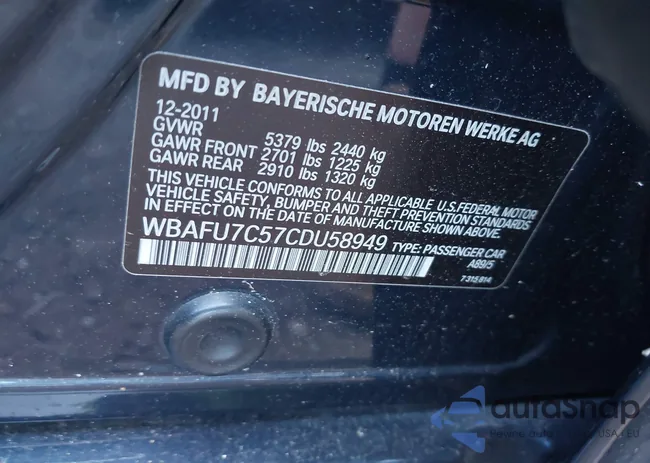 MFD BY BAYERISCHE MOTOREN WERKE AG
12-2011
GVWR 5379 lbs 2440 kg
GAWR FRONT 2701 lbs 1225 kg
GAWR REAR 2910 lbs 1320 kg
THIS VEHICLE CONFORMS TO ALL APPLICABLE U.S.FEDERAL MOTOR
VEHICLE SAFETY, BUMPER AND THEFT PREVENTION STANDARDS
IN EFFECT ON THE DATE OF MANUFACTURE SHOWN ABOVE.
WBAFU7C57CDU58949 TYPE: PASSENGER CAR
A89/5
7 315 814
auraSnap
USA - EU